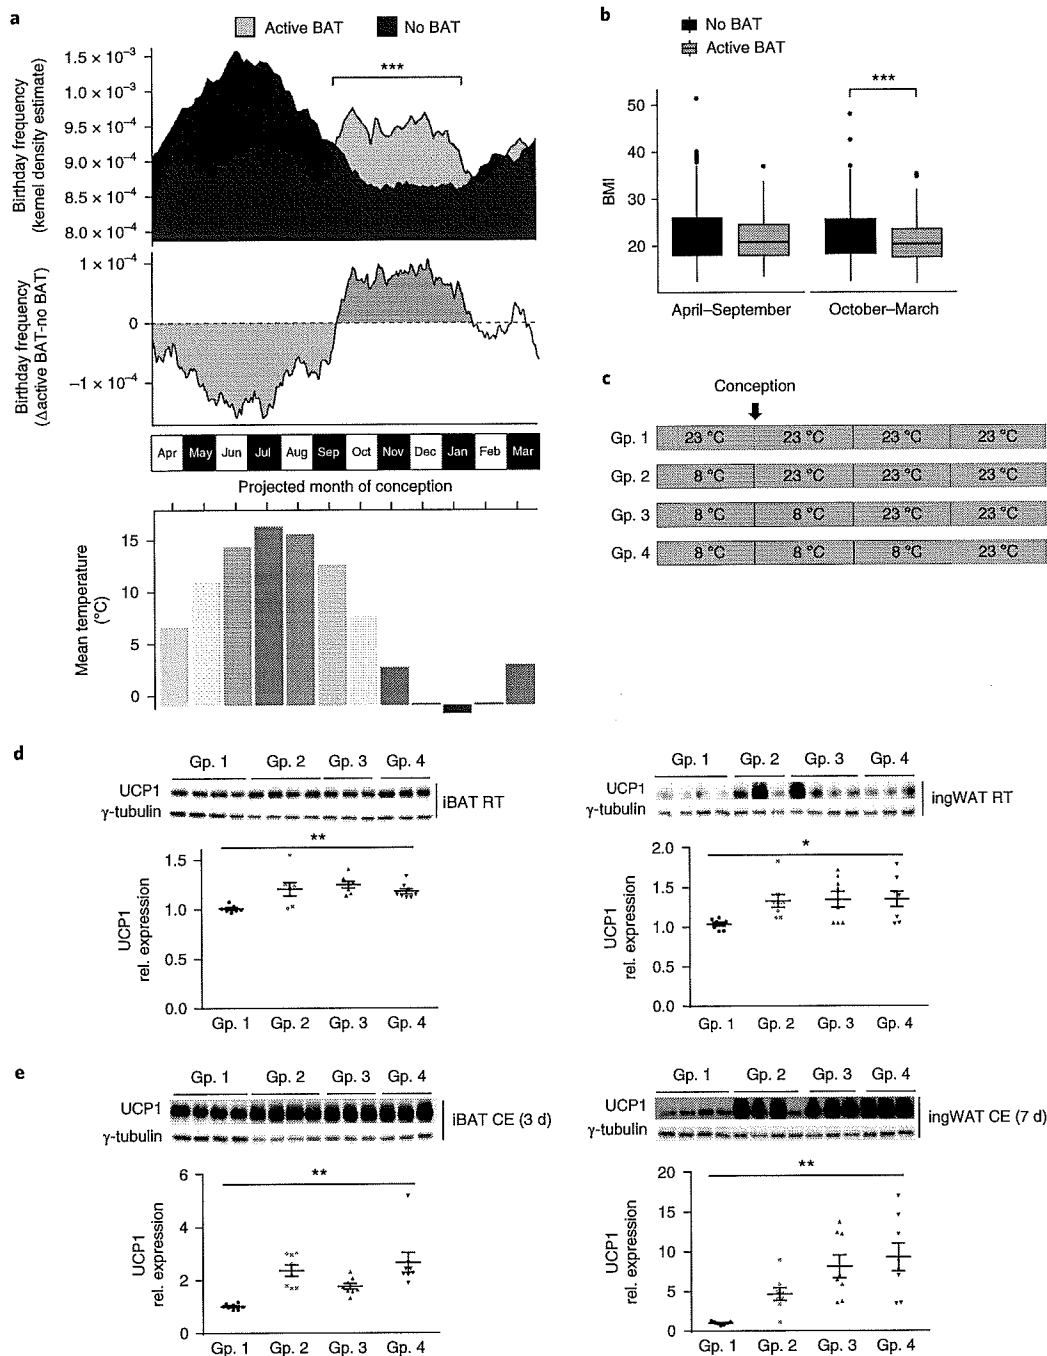 a
Active BAT No BAT
Birthday frequency
(kernel density estimate)
1.5 × 10⁻³
1.0 × 10⁻³
9.5 × 10⁻⁴
9.0 × 10⁻⁴
8.5 × 10⁻⁴
8.0 × 10⁻⁴
***
Birthday frequency
(Δactive BAT-no BAT)
1 × 10⁻⁴
0
−1 × 10⁻⁴
Apr May Jun Jul Aug Sep Oct Nov Dec Jan Feb Mar
Projected month of conception
Mean temperature
(°C)
15
10
5
0
b
No BAT
Active BAT
***
BMI
50
40
30
20
April–September October–March
c
Conception
Gp. 1 23 °C 23 °C 23 °C 23 °C
Gp. 2 8 °C 23 °C 23 °C 23 °C
Gp. 3 8 °C 8 °C 23 °C 23 °C
Gp. 4 8 °C 8 °C 8 °C 23 °C
d
Gp. 1 Gp. 2 Gp. 3 Gp. 4
UCP1
γ-tubulin
iBAT RT
**
UCP1
rel. expression
1.5
1.0
0.5
0.0
Gp. 1 Gp. 2 Gp. 3 Gp. 4
Gp. 1 Gp. 2 Gp. 3 Gp. 4
UCP1
γ-tubulin
ingWAT RT
*
UCP1
rel. expression
2.0
1.5
1.0
0.5
0.0
Gp. 1 Gp. 2 Gp. 3 Gp. 4
e
Gp. 1 Gp. 2 Gp. 3 Gp. 4
UCP1
γ-tubulin
iBAT CE (3 d)
**
UCP1
rel. expression
6
4
2
0
Gp. 1 Gp. 2 Gp. 3 Gp. 4
Gp. 1 Gp. 2 Gp. 3 Gp. 4
UCP1
γ-tubulin
ingWAT CE (7 d)
**
UCP1
rel. expression
20
15
10
5
0
Gp. 1 Gp. 2 Gp. 3 Gp. 4